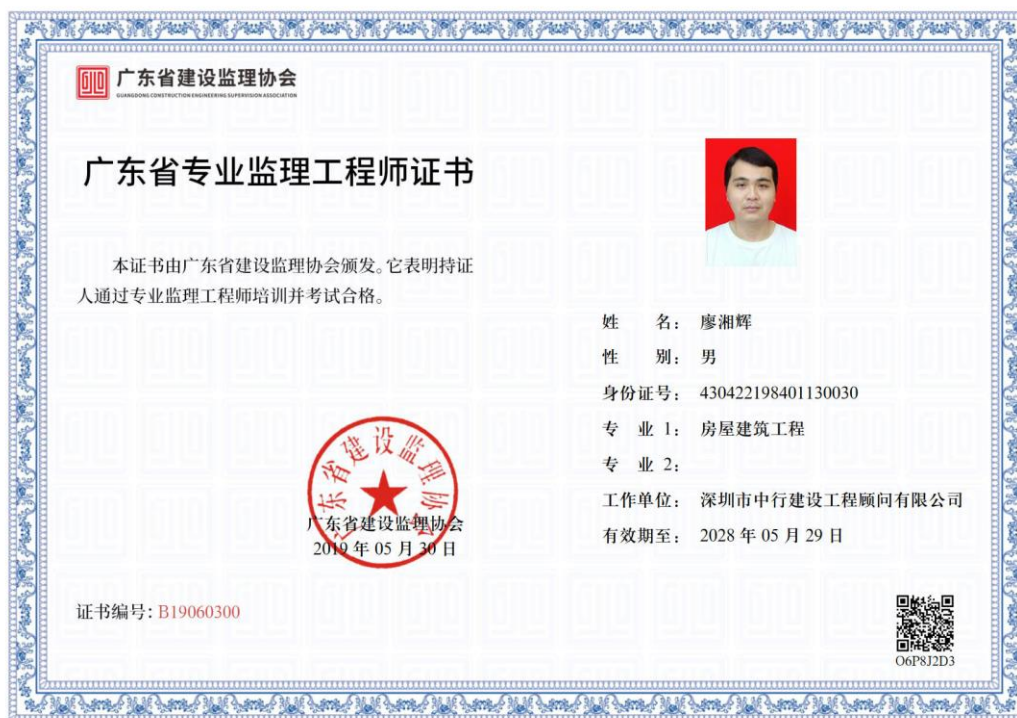 广东省建设监理协会
GUANGDONG CONSTRUCTION ENGINEERING SUPERVISION ASSOCIATION
广东省专业监理工程师证书
本证书由广东省建设监理协会颁发。它表明持证
人通过专业监理工程师培训并考试合格。
广东省建设监理协会
广东省建设监理协会
2019 年 05 月 30 日
证书编号: B19060300
姓 名: 廖湘辉
性 别: 男
身份证号: 430422198401130030
专 业 1: 房屋建筑工程
专 业 2:
工作单位: 深圳市中行建设工程顾问有限公司
有效期至: 2028 年 05 月 29 日
O6P8J2D3